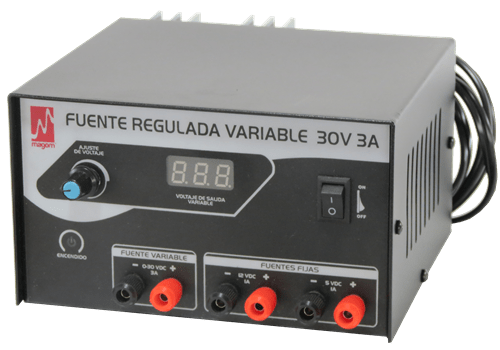 magom
FUENTE REGULADA VARIABLE 30V 3A
AJUSTE
DE VOLTAJE
8.8.8.
VOLTAJE DE SALIDA
VARIABLE
I
O
ON
OFF
ENCENDIDO
FUENTE VARIABLE
- 0-30 VDC +
3A
FUENTES FIJAS
- 12 VDC +
1A
- 5 VDC +
1A